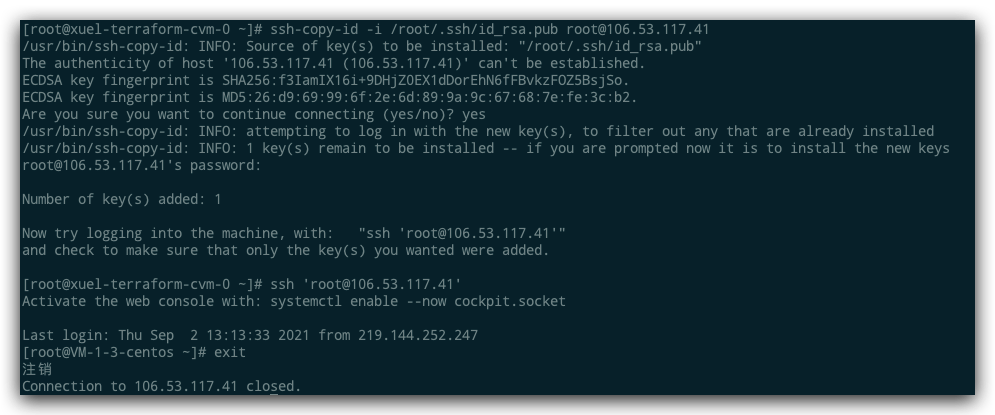 [root@xuel-terraform-cvm-0 ~]# ssh-copy-id -i /root/.ssh/id_rsa.pub root@106.53.117.41
/usr/bin/ssh-copy-id: INFO: Source of key(s) to be installed: "/root/.ssh/id_rsa.pub"
The authenticity of host '106.53.117.41 (106.53.117.41)' can't be established.
ECDSA key fingerprint is SHA256:f3IamIX16i+9DHjZ0EX1dDorEhN6fFBvkzFOZ5BsjSo.
ECDSA key fingerprint is MD5:26:d9:69:99:6f:2e:6d:89:9a:9c:67:68:7e:fe:3c:b2.
Are you sure you want to continue connecting (yes/no)? yes
/usr/bin/ssh-copy-id: INFO: attempting to log in with the new key(s), to filter out any that are already installed
/usr/bin/ssh-copy-id: INFO: 1 key(s) remain to be installed -- if you are prompted now it is to install the new keys
root@106.53.117.41's password:
Number of key(s) added: 1
Now try logging into the machine, with:   "ssh 'root@106.53.117.41'"
and check to make sure that only the key(s) you wanted were added.
[root@xuel-terraform-cvm-0 ~]# ssh 'root@106.53.117.41'
Activate the web console with: systemctl enable --now cockpit.socket
Last login: Thu Sep  2 13:13:33 2021 from 219.144.252.247
[root@VM-1-3-centos ~]# exit
注销
Connection to 106.53.117.41 closed.